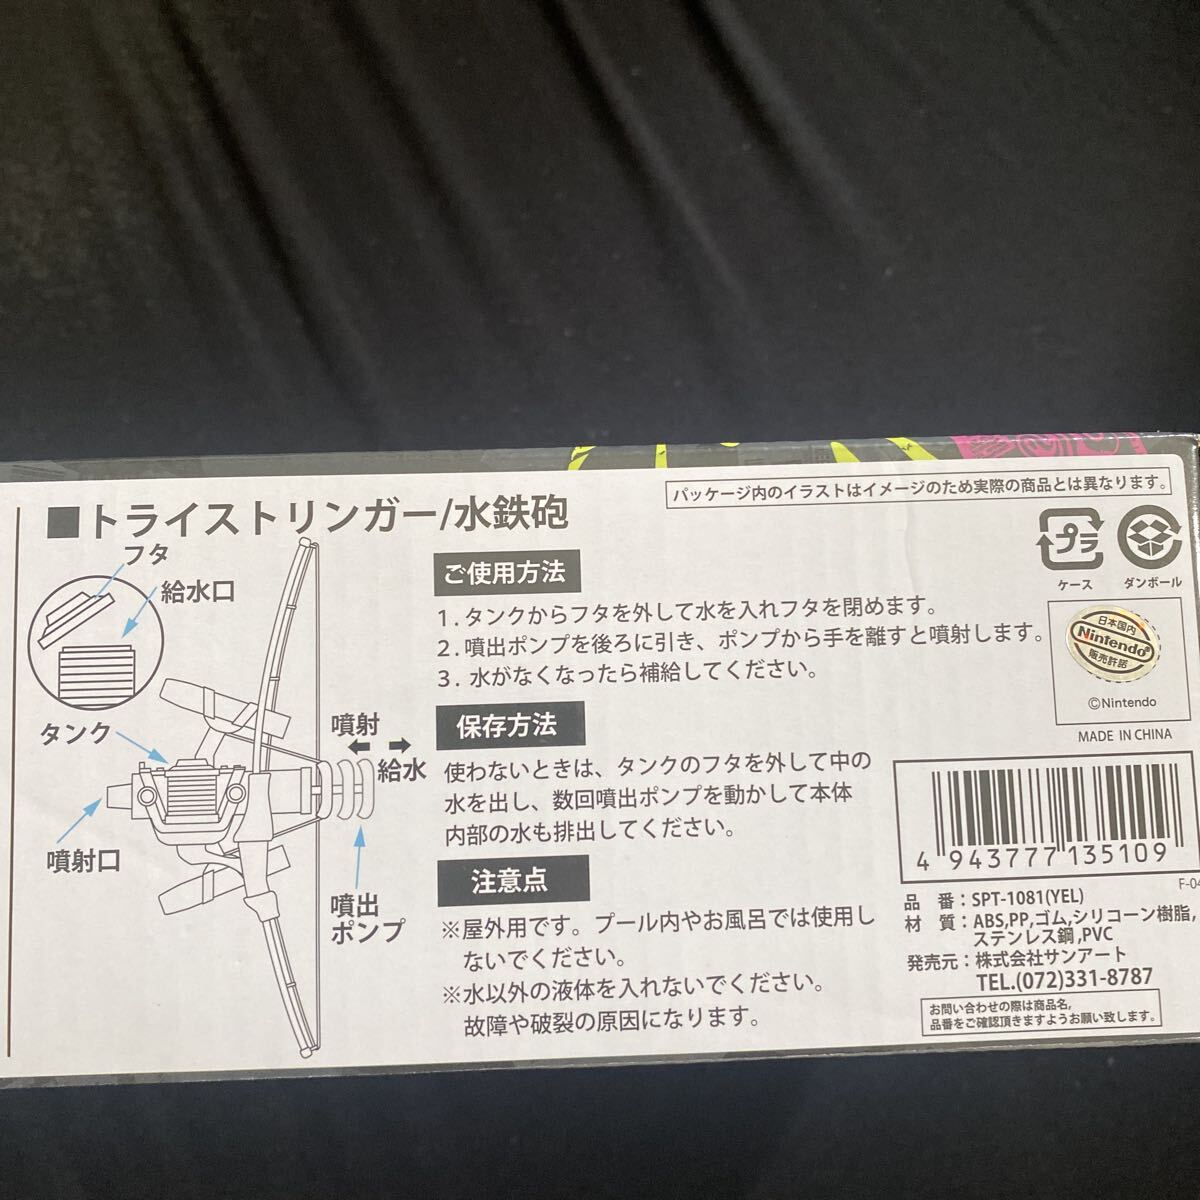 ■トライストリンガー/水鉄砲
フタ
給水口
タンク
噴射口
噴射
給水
噴出
ポンプ
ご使用方法
1. タンクからフタを外して水を入れフタを閉めます。
2. 噴出ポンプを後ろに引き、ポンプから手を離すと噴射します。
3. 水がなくなったら補給してください。
保存方法
使わないときは、タンクのフタを外して中の
水を出し、数回噴出ポンプを動かして本体
内部の水も排出してください。
注意点
※屋外用です。プール内やお風呂では使用し
ないでください。
※水以外の液体を入れないでください。
故障や破裂の原因になります。
パッケージ内のイラストはイメージのため実際の商品とは異なります。
プラ
ケース
ダンボール
日本国内
Nintendo®
販売許諾
©Nintendo
MADE IN CHINA
4 943777 135109
F-04
品 番：SPT-1081(YEL)
材 質：ABS,PP,ゴム,シリコーン樹脂,
ステンレス鋼,PVC
発売元：株式会社サンアート
TEL.(072)331-8787
お問い合わせの際は商品名,
品番をご確認頂きますようお願い致します。